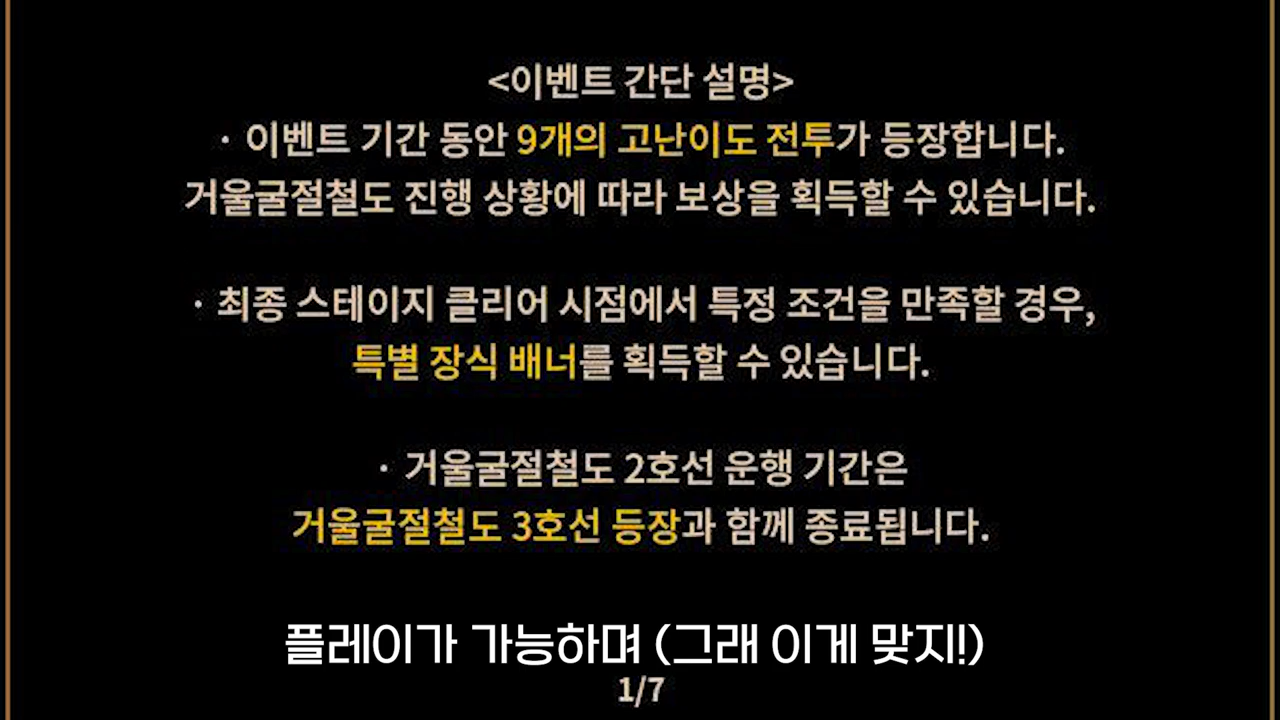 <이벤트 간단 설명>
· 이벤트 기간 동안 9개의 고난이도 전투가 등장합니다.
거울굴절철도 진행 상황에 따라 보상을 획득할 수 있습니다.
· 최종 스테이지 클리어 시점에서 특정 조건을 만족할 경우,
특별 장식 배너를 획득할 수 있습니다.
· 거울굴절철도 2호선 운행 기간은
거울굴절철도 3호선 등장과 함께 종료됩니다.
플레이가 가능하며 (그래 이게 맞지!)
1/7